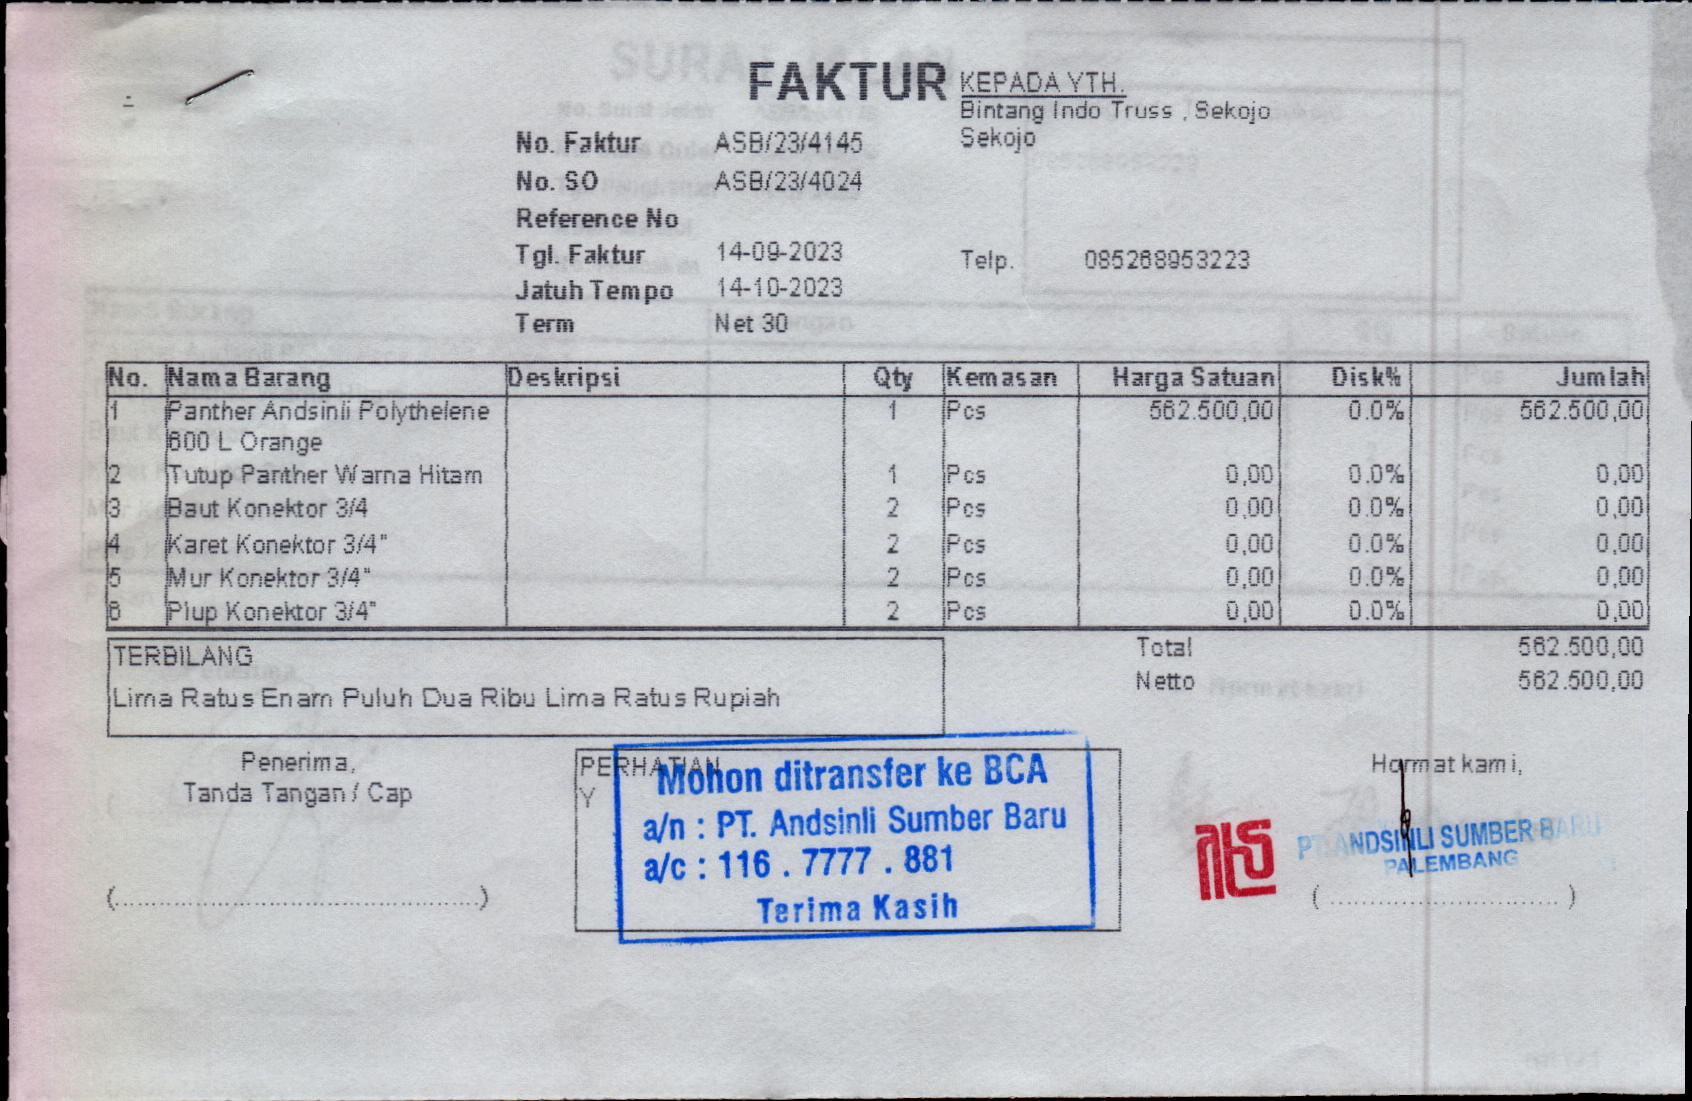 FAKTUR
KEPADA YTH.
Bintang Indo Truss , Sekojo
Sekojo
No. Faktur ASB/23/4145
No. SO ASB/23/4024
Reference No
Tgl. Faktur 14-09-2023
Telp. 085268953223
Jatuh Tempo 14-10-2023
Term Net 30
No. Nama Barang Deskripsi Qty Kemasan Harga Satuan Disk% Jumlah
1 Panther Andsinli Polythelene 1 Pcs 562.500,00 0.0% 562.500,00
600 L Orange
2 Tutup Panther Warna Hitam 1 Pcs 0,00 0.0% 0,00
3 Baut Konektor 3/4 2 Pcs 0,00 0.0% 0,00
4 Karet Konektor 3/4" 2 Pcs 0,00 0.0% 0,00
5 Mur Konektor 3/4" 2 Pcs 0,00 0.0% 0,00
6 Plup Konektor 3/4" 2 Pcs 0,00 0.0% 0,00
Total 562.500,00
Netto 562.500,00
TERBILANG
Lima Ratus Enam Puluh Dua Ribu Lima Ratus Rupiah
Penerima,
Tanda Tangan / Cap
(..............................................)
PERHATIAN
Y
Mohon ditransfer ke BCA
a/n : PT. Andsinli Sumber Baru
a/c : 116 . 7777 . 881
Terima Kasih
Hormat kami,
PT ANDSINLI SUMBER BARU
PALEMBANG
(..............................)